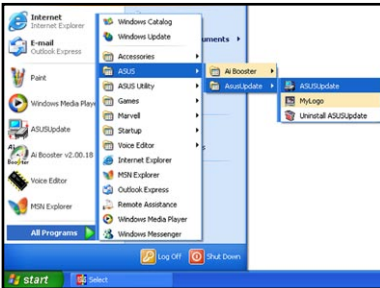 Internet
Internet Explorer
E-mail
Outlook Express
Paint
Windows Media Play
ASUSUpdate
Ai Booster v2.00.18
Voice Editor
MSN Explorer
All Programs
Windows Catalog
Windows Update
Accessories
ASUS
ASUS Utility
Games
Marvell
Startup
Voice Editor
Internet Explorer
MSN Explorer
Outlook Express
Remote Assistance
Windows Media Player
Windows Messenger
uments
s
Ai Booster
AsusUpdate
ASUSUpdate
MyLogo
Uninstall ASUSUpdate
Log Off
Shut Down
start
Select